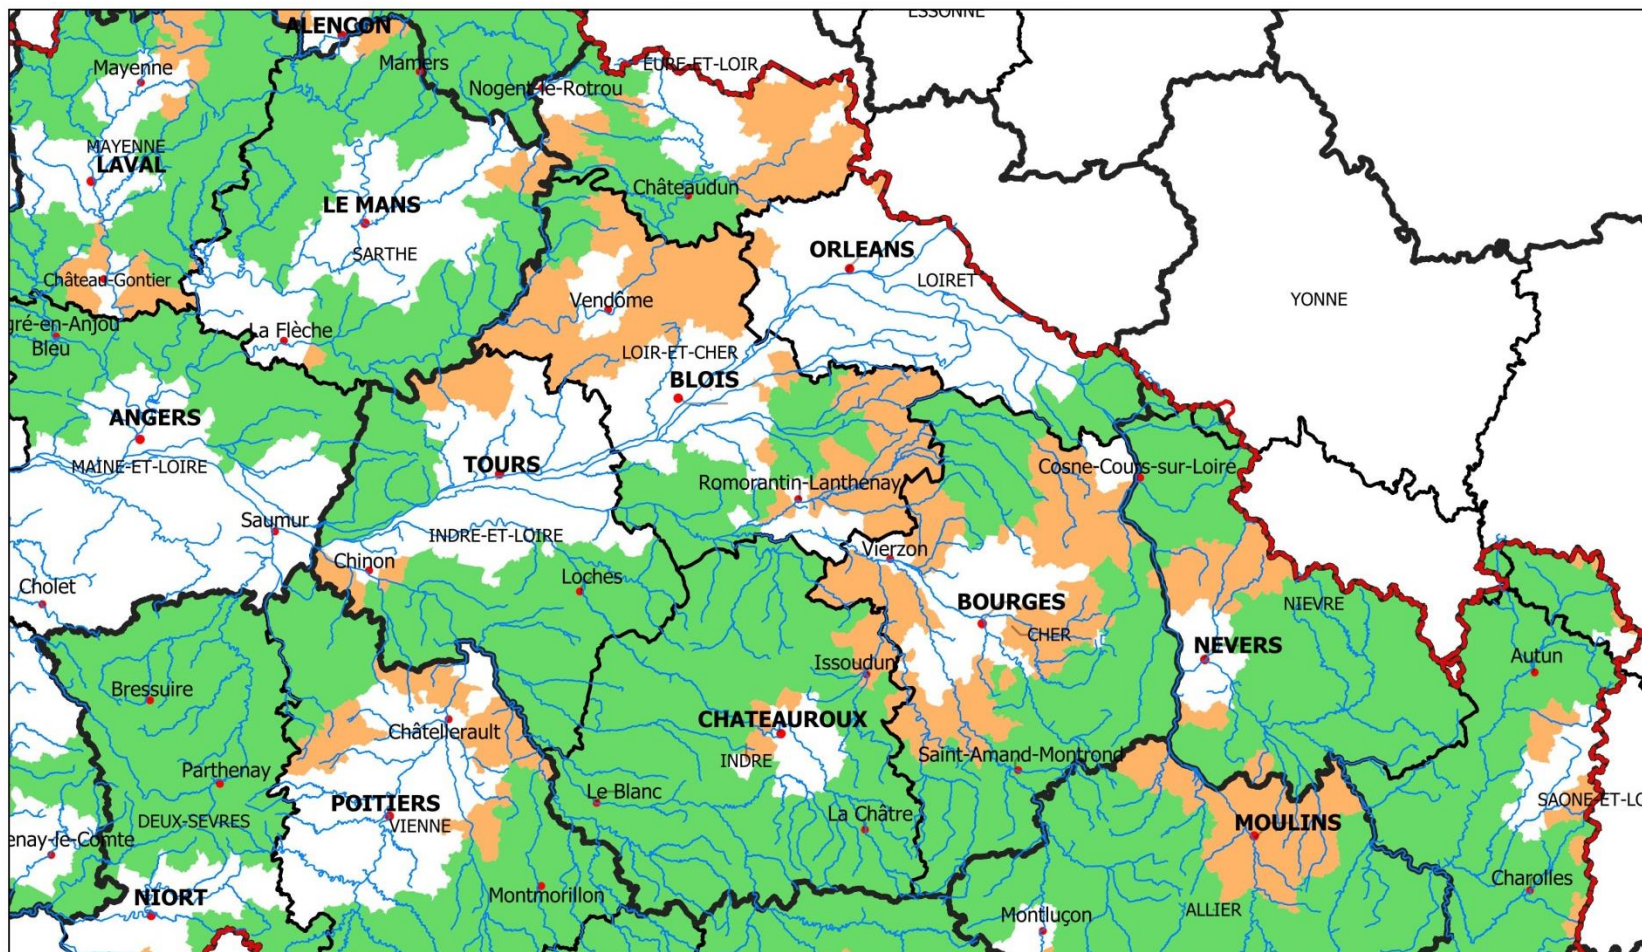 ESSONNE
ALENCON
Mayenne
Mamers
EURE-ET-LOIR
Nogent-le-Rotrou
MAYENNE
LAVAL
Châteaudun
LE MANS
SARTHE
ORLEANS
Château-Gontier
LOIRET
YONNE
Vendôme
gré-en-Anjou
Bleu
La Flèche
LOIR-ET-CHER
BLOIS
ANGERS
MAINE-ET-LOIRE
TOURS
Cosne-Cours-sur-Loire
Romorantin-Lanthenay
Saumur
INDRE-ET-LOIRE
Vierzon
Chinon
Loches
Cholet
BOURGES
NIEVRE
CHER
NEVERS
Issoudun
Autun
Bressuire
CHATEAUROUX
Châtellerault
INDRE
Saint-Amand-Montrond
Parthenay
Le Blanc
POITIERS
VIENNE
SAONE-ET-LO
La Châtre
DEUX-SEVRES
MOULINS
enay-le-Comte
Charolles
NIORT
Montmorillon
Montluçon
ALLIER